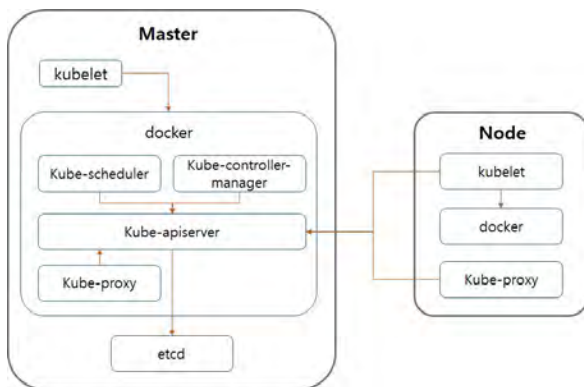 Master
kubelet
docker
Kube-scheduler
Kube-controller-
manager
Kube-apiserver
Kube-proxy
etcd
Node
kubelet
docker
Kube-proxy